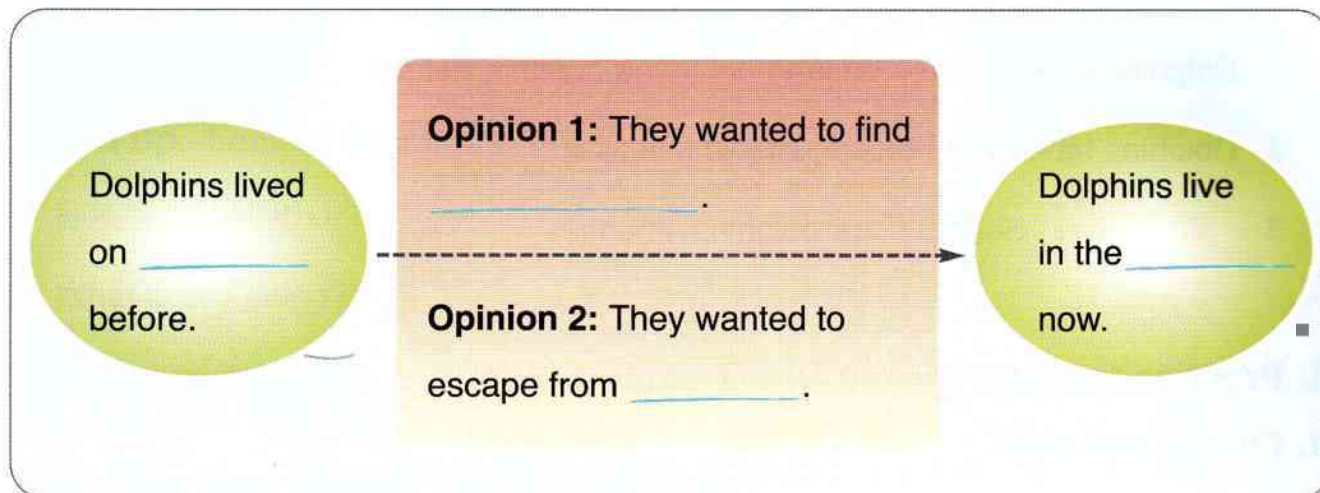 Dolphins lived
on
before.
Opinion 1: They wanted to find
.
Opinion 2: They wanted to
escape from .
Dolphins live
in the
now.